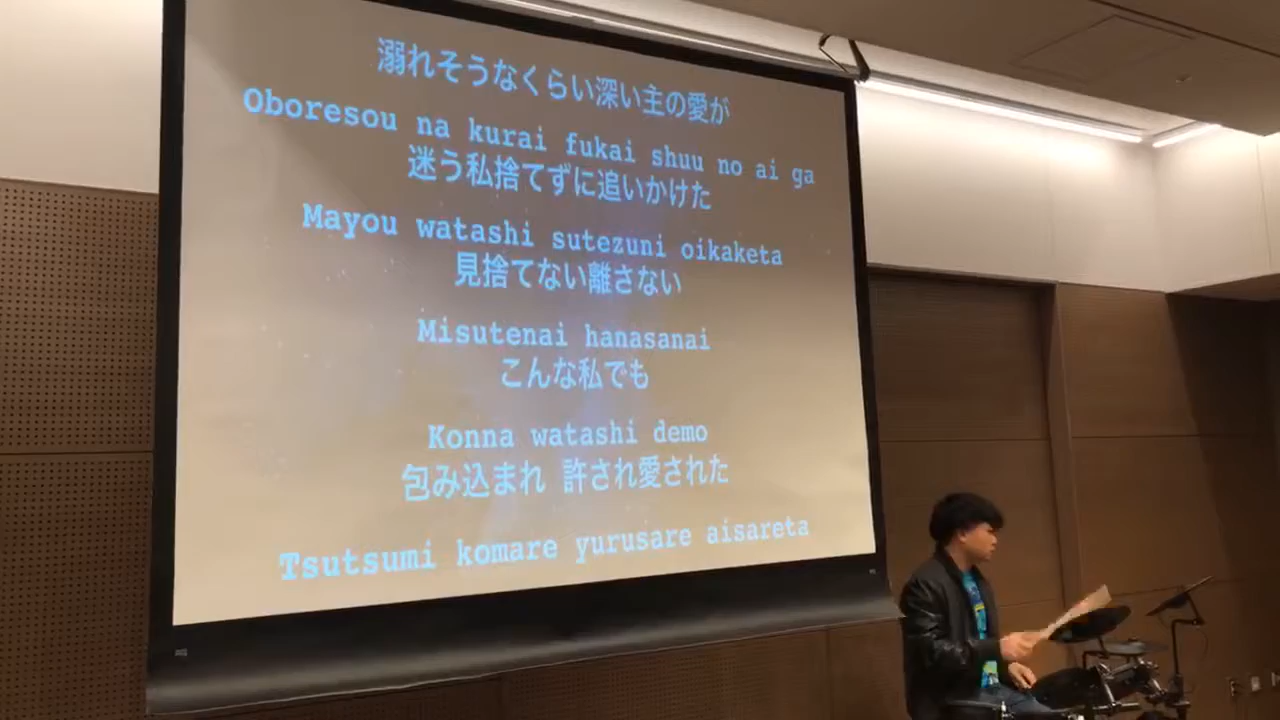 溺れそうなくらい深い主の愛が
Oboresou na kurai fukai shuu no ai ga
迷う私捨てずに追いかけた
Mayou watashi sutezuni oikaketa
見捨てない離さない
Misutenai hanasanai
こんな私でも
Konna watashi demo
包み込まれ 許され愛された
Tsutsumi komare yurusare aisareta